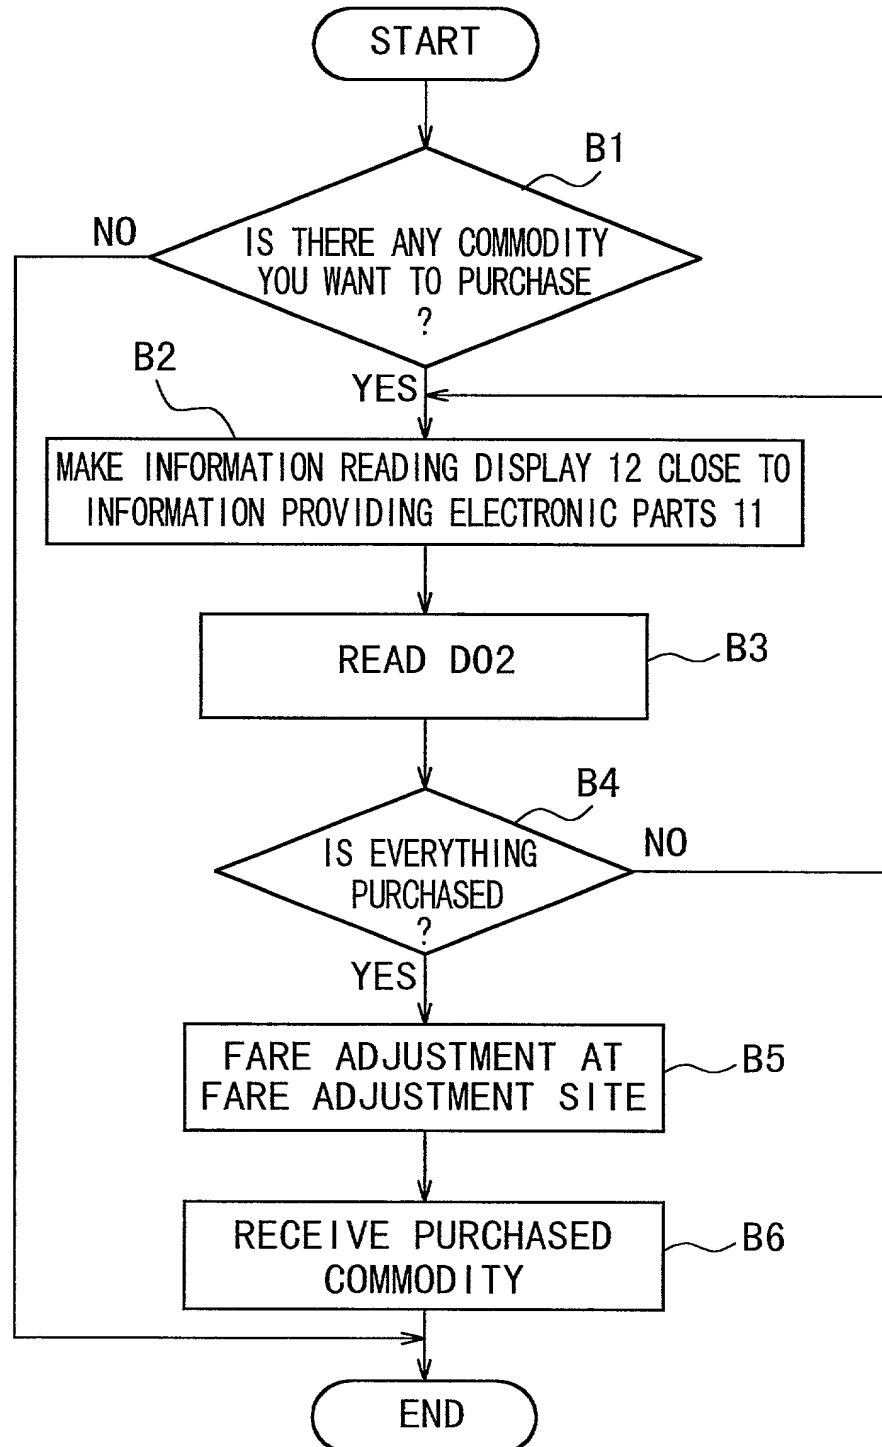 START
B1
NO
IS THERE ANY COMMODITY
YOU WANT TO PURCHASE
?
B2
YES
MAKE INFORMATION READING DISPLAY 12 CLOSE TO
INFORMATION PROVIDING ELECTRONIC PARTS 11
READ D02
B3
B4
IS EVERYTHING
PURCHASED
?
NO
YES
FARE ADJUSTMENT AT
FARE ADJUSTMENT SITE
B5
RECEIVE PURCHASED
COMMODITY
B6
END